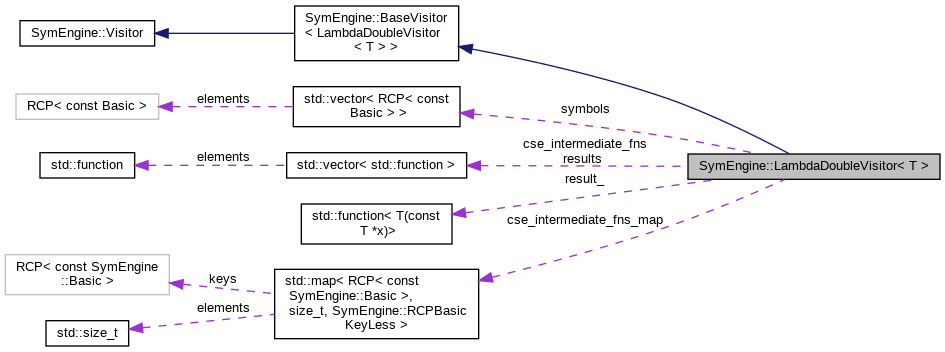 SymEngine::Visitor
SymEngine::BaseVisitor
< LambdaDoubleVisitor
< T > >
RCP< const Basic >
elements
std::vector< RCP< const
Basic > >
symbols
std::function
elements
std::vector< std::function >
cse_intermediate_fns
results
SymEngine::LambdaDoubleVisitor< T >
result_
std::function< T(const
T *x)>
cse_intermediate_fns_map
RCP< const SymEngine
::Basic >
keys
std::map< RCP< const
SymEngine::Basic >,
size_t, SymEngine::RCPBasic
KeyLess >
elements
std::size_t